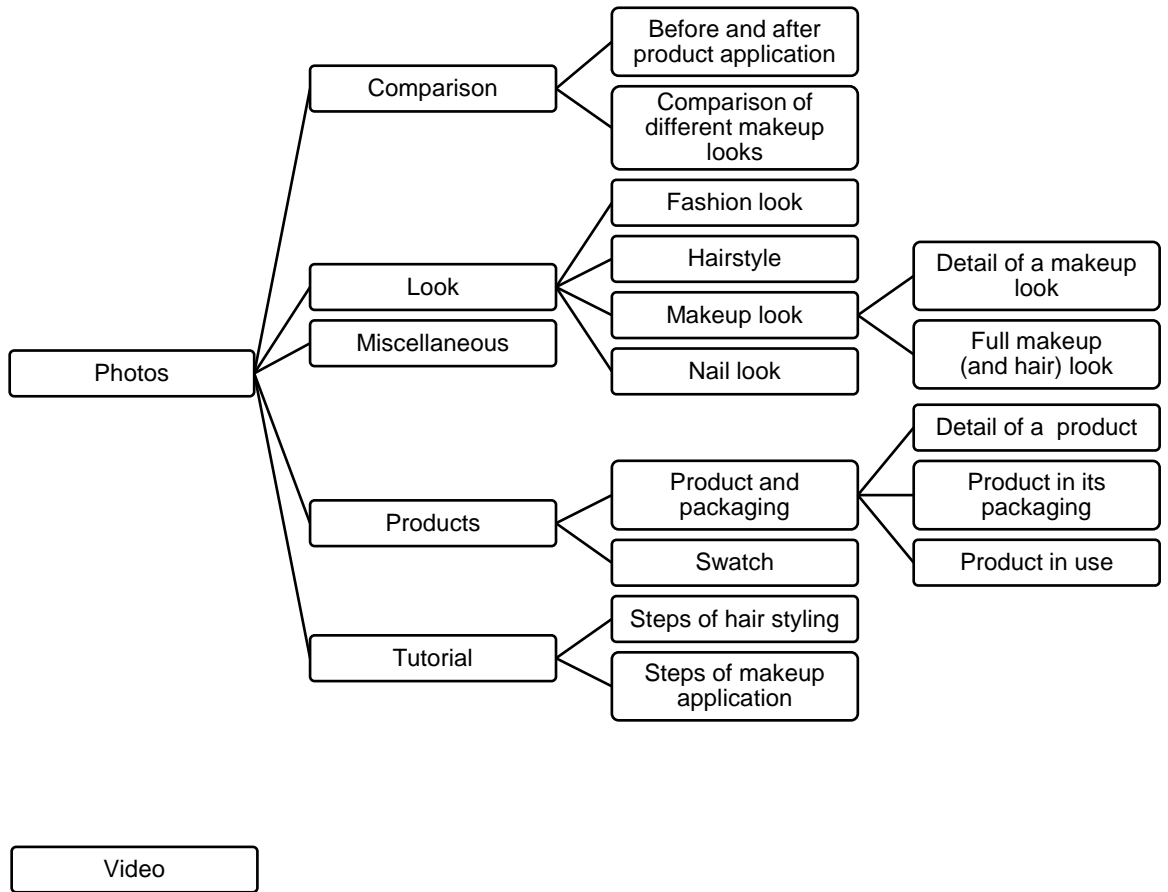 Photos
Comparison
Before and after
product application
Comparison of
different makeup
looks
Look
Fashion look
Hairstyle
Makeup look
Detail of a makeup
look
Full makeup
(and hair) look
Nail look
Miscellaneous
Products
Product and
packaging
Detail of a product
Product in its
packaging
Product in use
Swatch
Tutorial
Steps of hair styling
Steps of makeup
application
Video